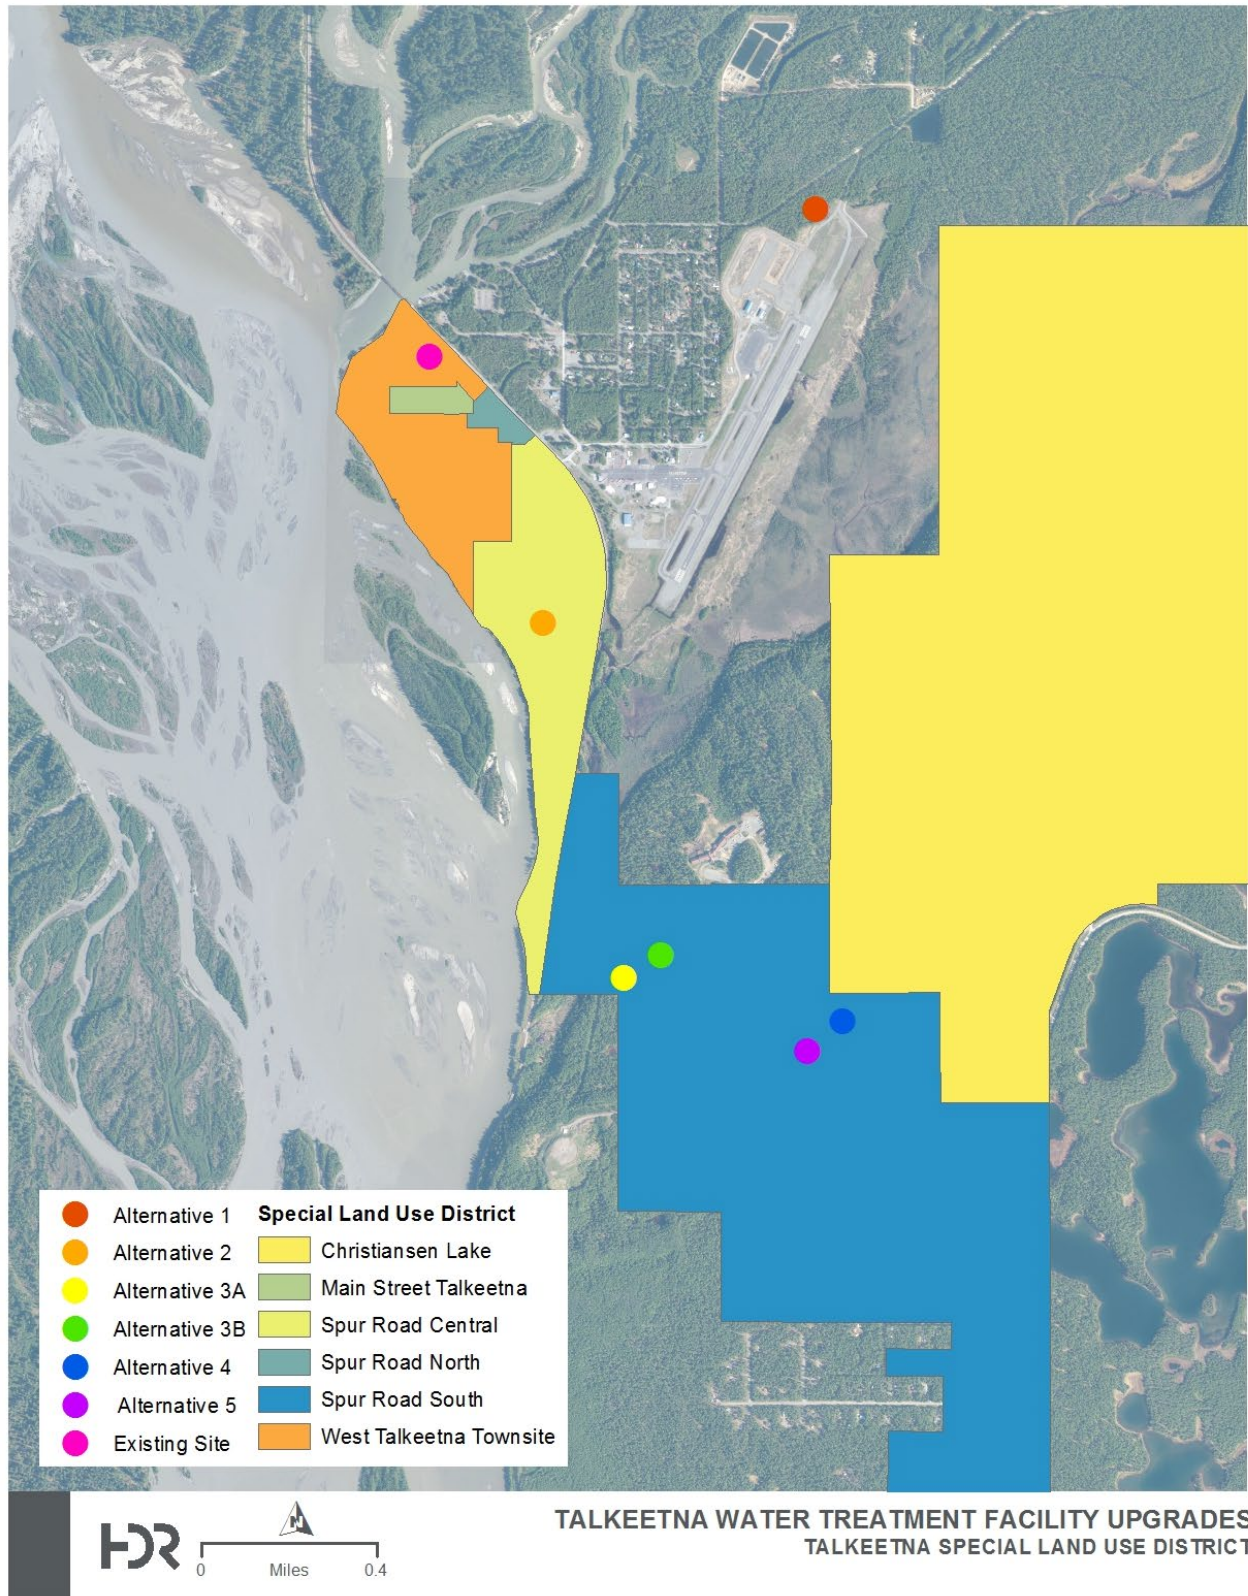 Alternative 1
Alternative 2
Alternative 3A
Alternative 3B
Alternative 4
Alternative 5
Existing Site
Special Land Use District
Christiansen Lake
Main Street Talkeetna
Spur Road Central
Spur Road North
Spur Road South
West Talkeetna Townsite
HDR
N
0 Miles 0.4
TALKEETNA WATER TREATMENT FACILITY UPGRADES
TALKEETNA SPECIAL LAND USE DISTRICT